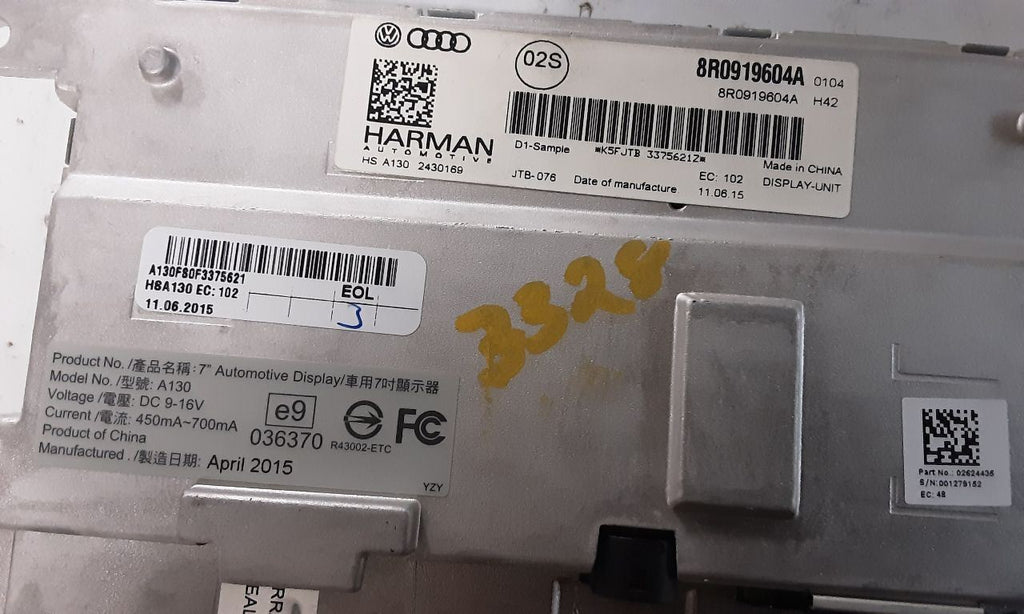 02S
8R0919604A 0104
8R0919604A H42
HARMAN
AUTOMOTIVE
HS A130 2430169
D1-Sample *K5FJTB 3375621Z*
Made in CHINA
JTB-076 Date of manufacture EC: 102
11.06.15 DISPLAY-UNIT
A130F80F3375621
HSA130 EC: 102
EOL
11.06.2015
3
3328
Product No. /產品名稱: 7" Automotive Display/車用7吋顯示器
Model No. /型號: A130
Voltage /電壓: DC 9-16V
Current /電流: 450mA~700mA
Product of China
Manufactured . /製造日期: April 2015
e9
036370
R43002-ETC
FC
YZY
Part No.: 02624435
S/N:001279152
EC: 48